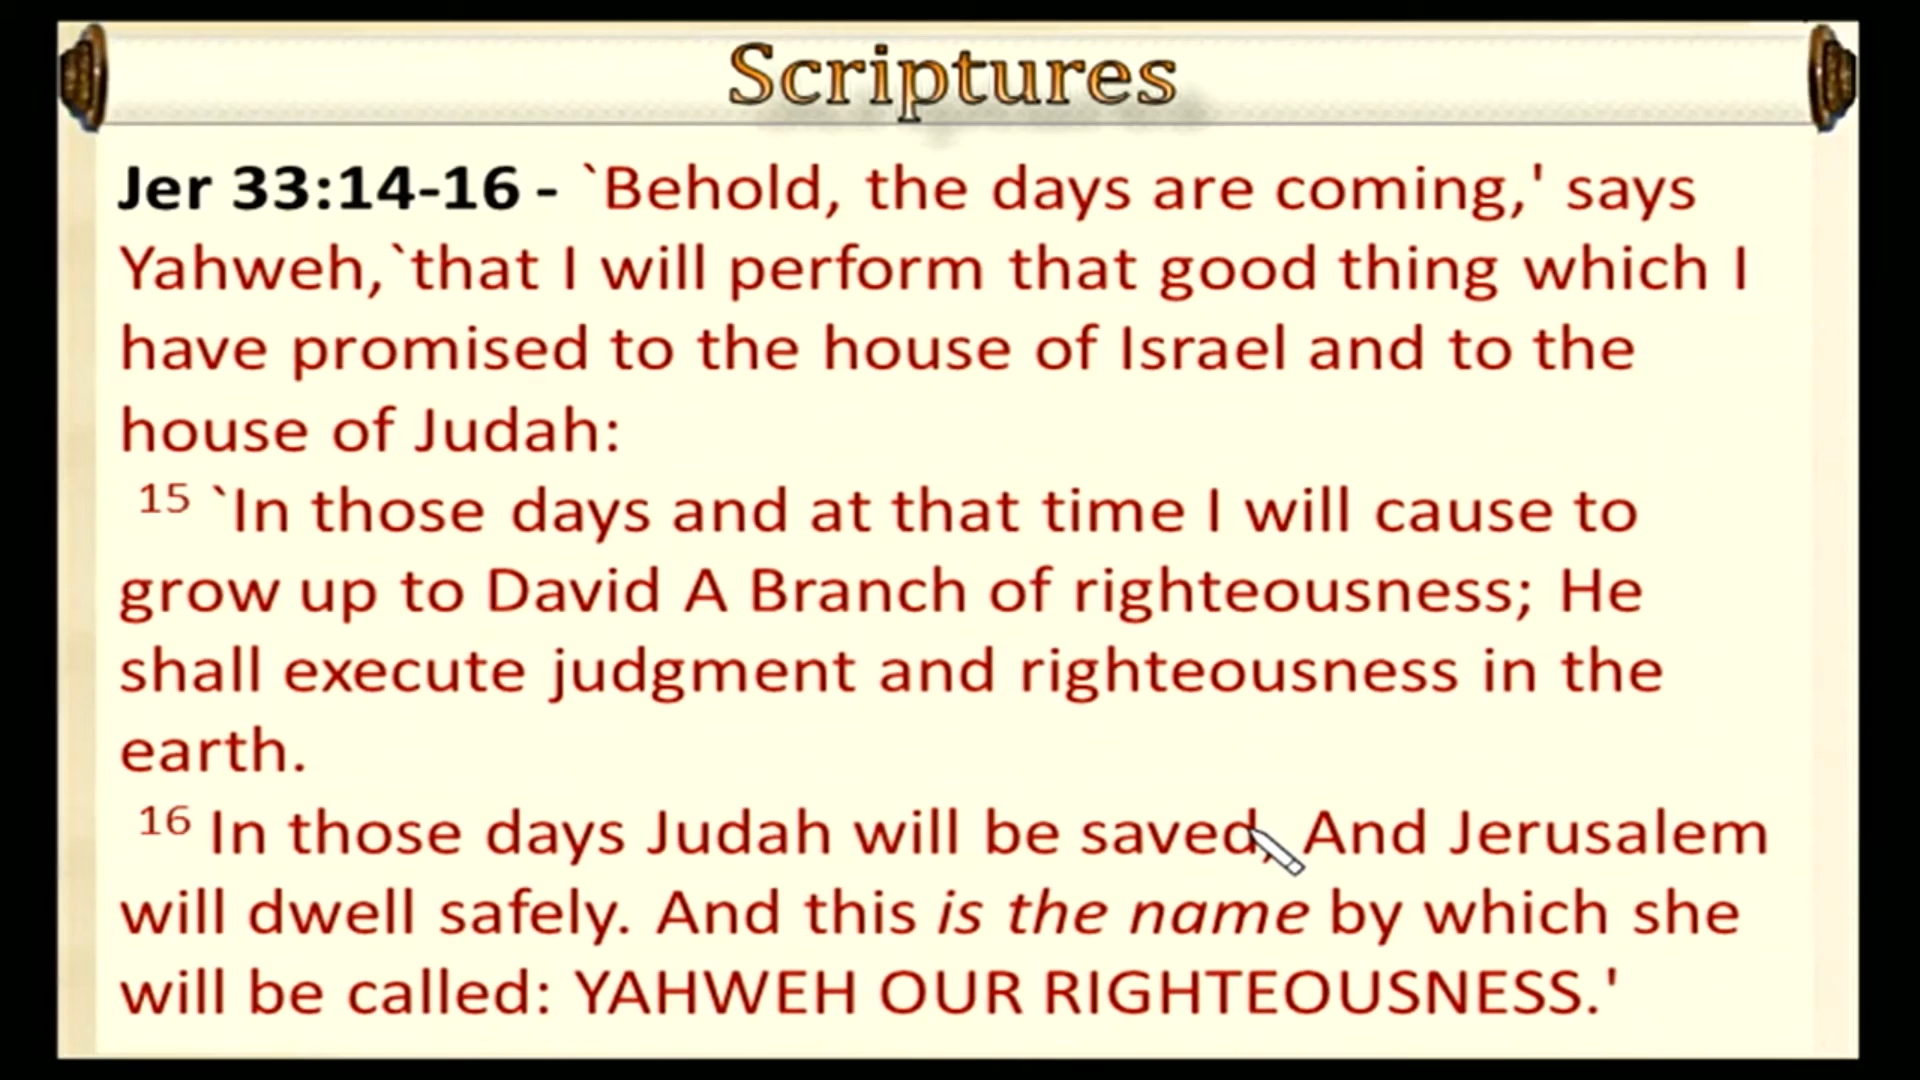 Scriptures
Jer 33:14-16 - `Behold, the days are coming,' says
Yahweh,`that I will perform that good thing which I
have promised to the house of Israel and to the
house of Judah:
15 `In those days and at that time I will cause to
grow up to David A Branch of righteousness; He
shall execute judgment and righteousness in the
earth.
16 In those days Judah will be saved, And Jerusalem
will dwell safely. And this is the name by which she
will be called: YAHWEH OUR RIGHTEOUSNESS.'